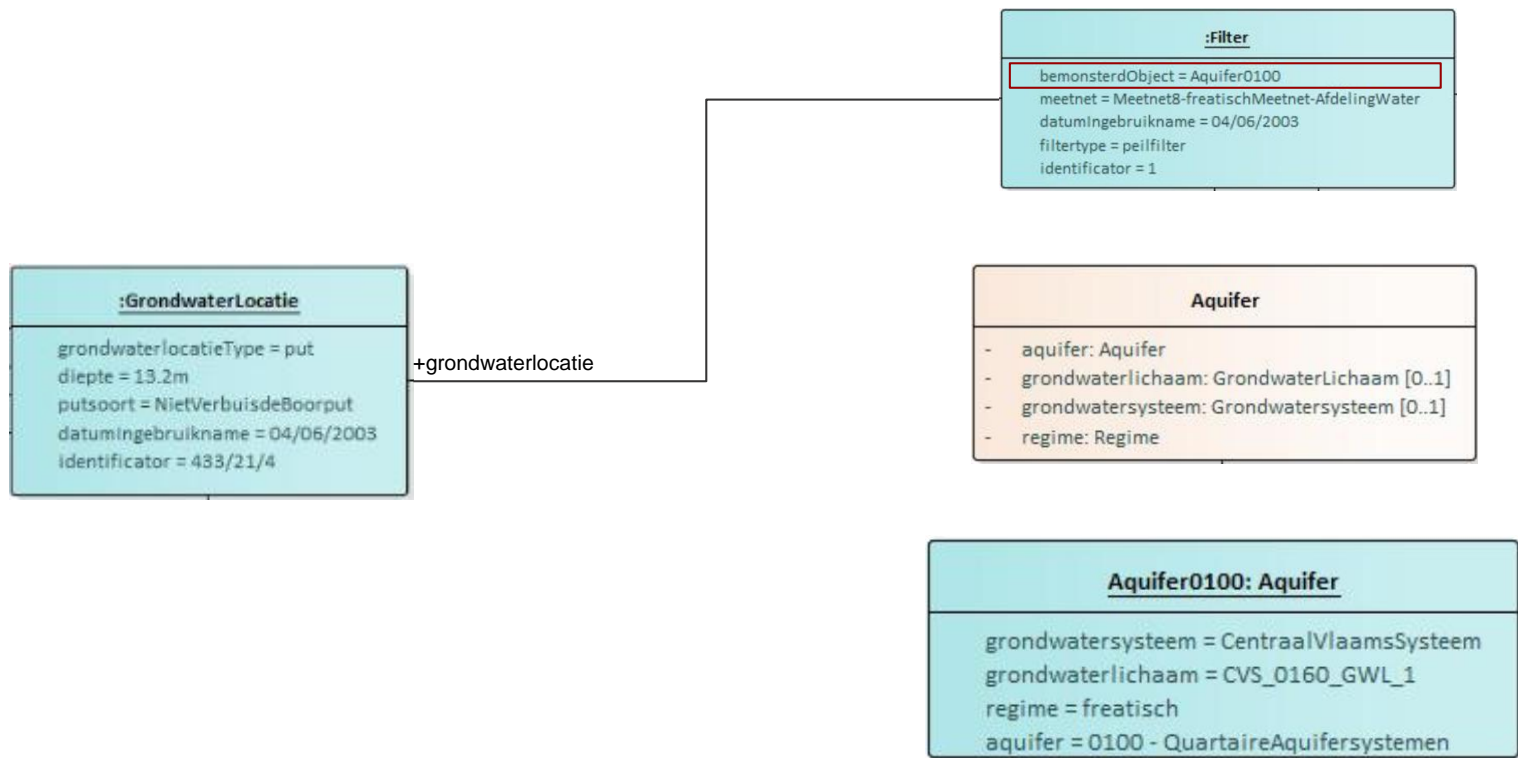 :Filter
bemonsterdObject = Aquifer0100
meetnet = Meetnet8-freatischMeetnet-AfdelingWater
datumIngebruikname = 04/06/2003
filtertype = peilfilter
identificator = 1
:GrondwaterLocatie
grondwaterlocatieType = put
diepte = 13.2m
putsoort = NietVerbuisdeBoorput
datumIngebruikname = 04/06/2003
identificator = 433/21/4
+grondwaterlocatie
Aquifer
- aquifer: Aquifer
- grondwaterlichaam: GrondwaterLichaam [0..1]
- grondwatersysteem: Grondwatersysteem [0..1]
- regime: Regime
Aquifer0100: Aquifer
grondwatersysteem = CentraalVlaamsSysteem
grondwaterlichaam = CVS_0160_GWL_1
regime = freatisch
aquifer = 0100 - QuartaireAquifersystemen